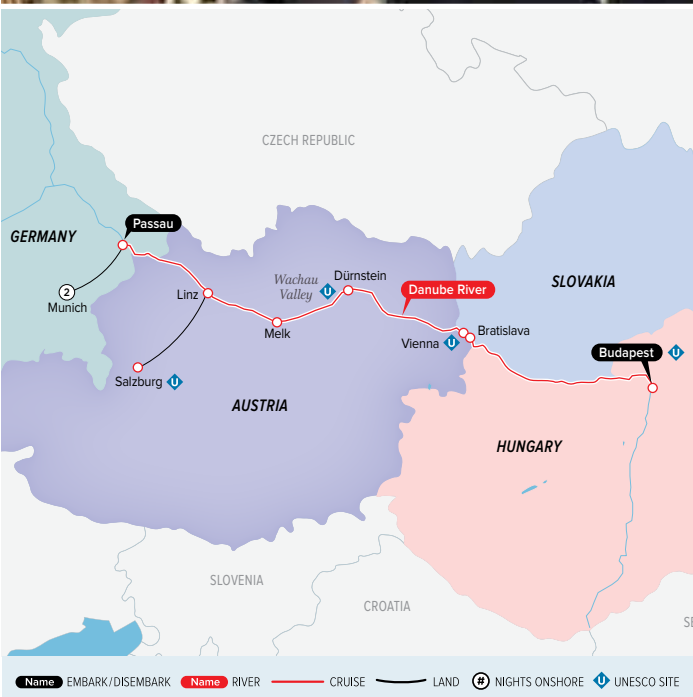 CZECH REPUBLIC
Passau
GERMANY
Wachau
Valley
Dürnstein
SLOVAKIA
Danube River
2
Munich
Linz
Melk
Vienna
Bratislava
Budapest
Salzburg
AUSTRIA
HUNGARY
SLOVENIA
CROATIA
SE
Name EMBARK/DISEMBARK Name RIVER CRUISE LAND # NIGHTS ONSHORE U UNESCO SITE